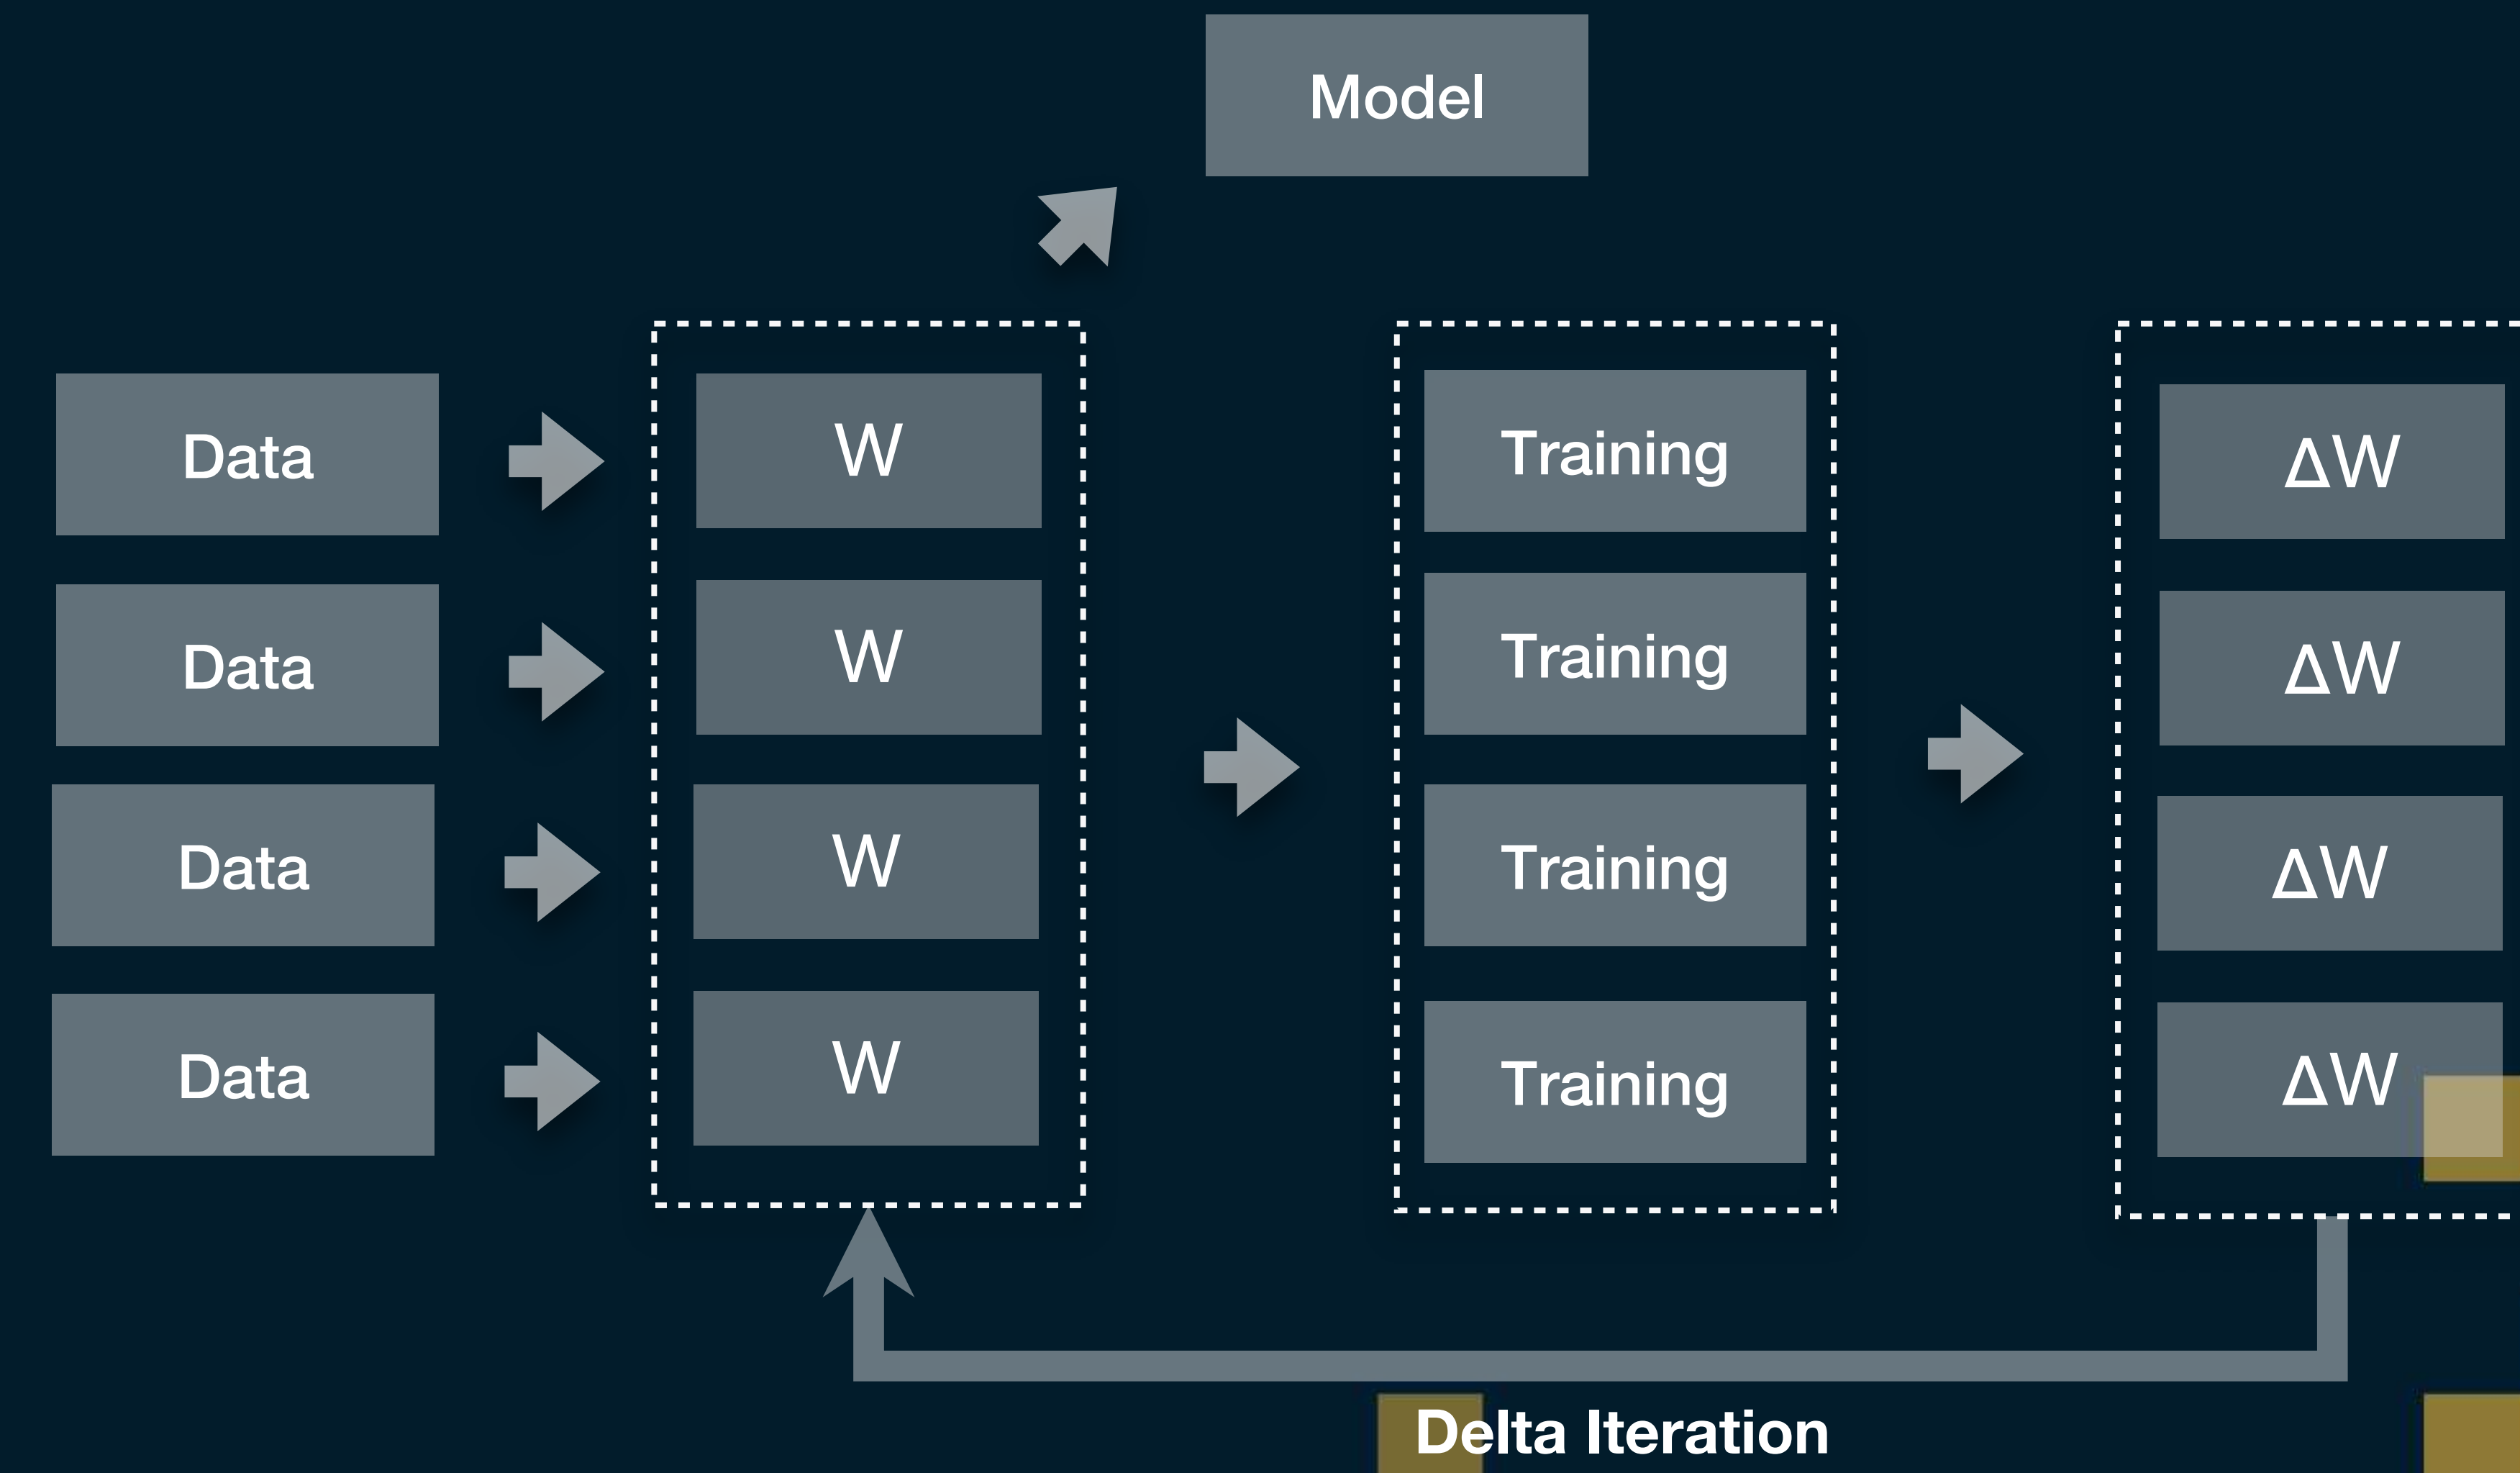 Model
Data
W
Training
ΔW
Data
W
Training
ΔW
Data
W
Training
ΔW
Data
W
Training
ΔW
Delta Iteration